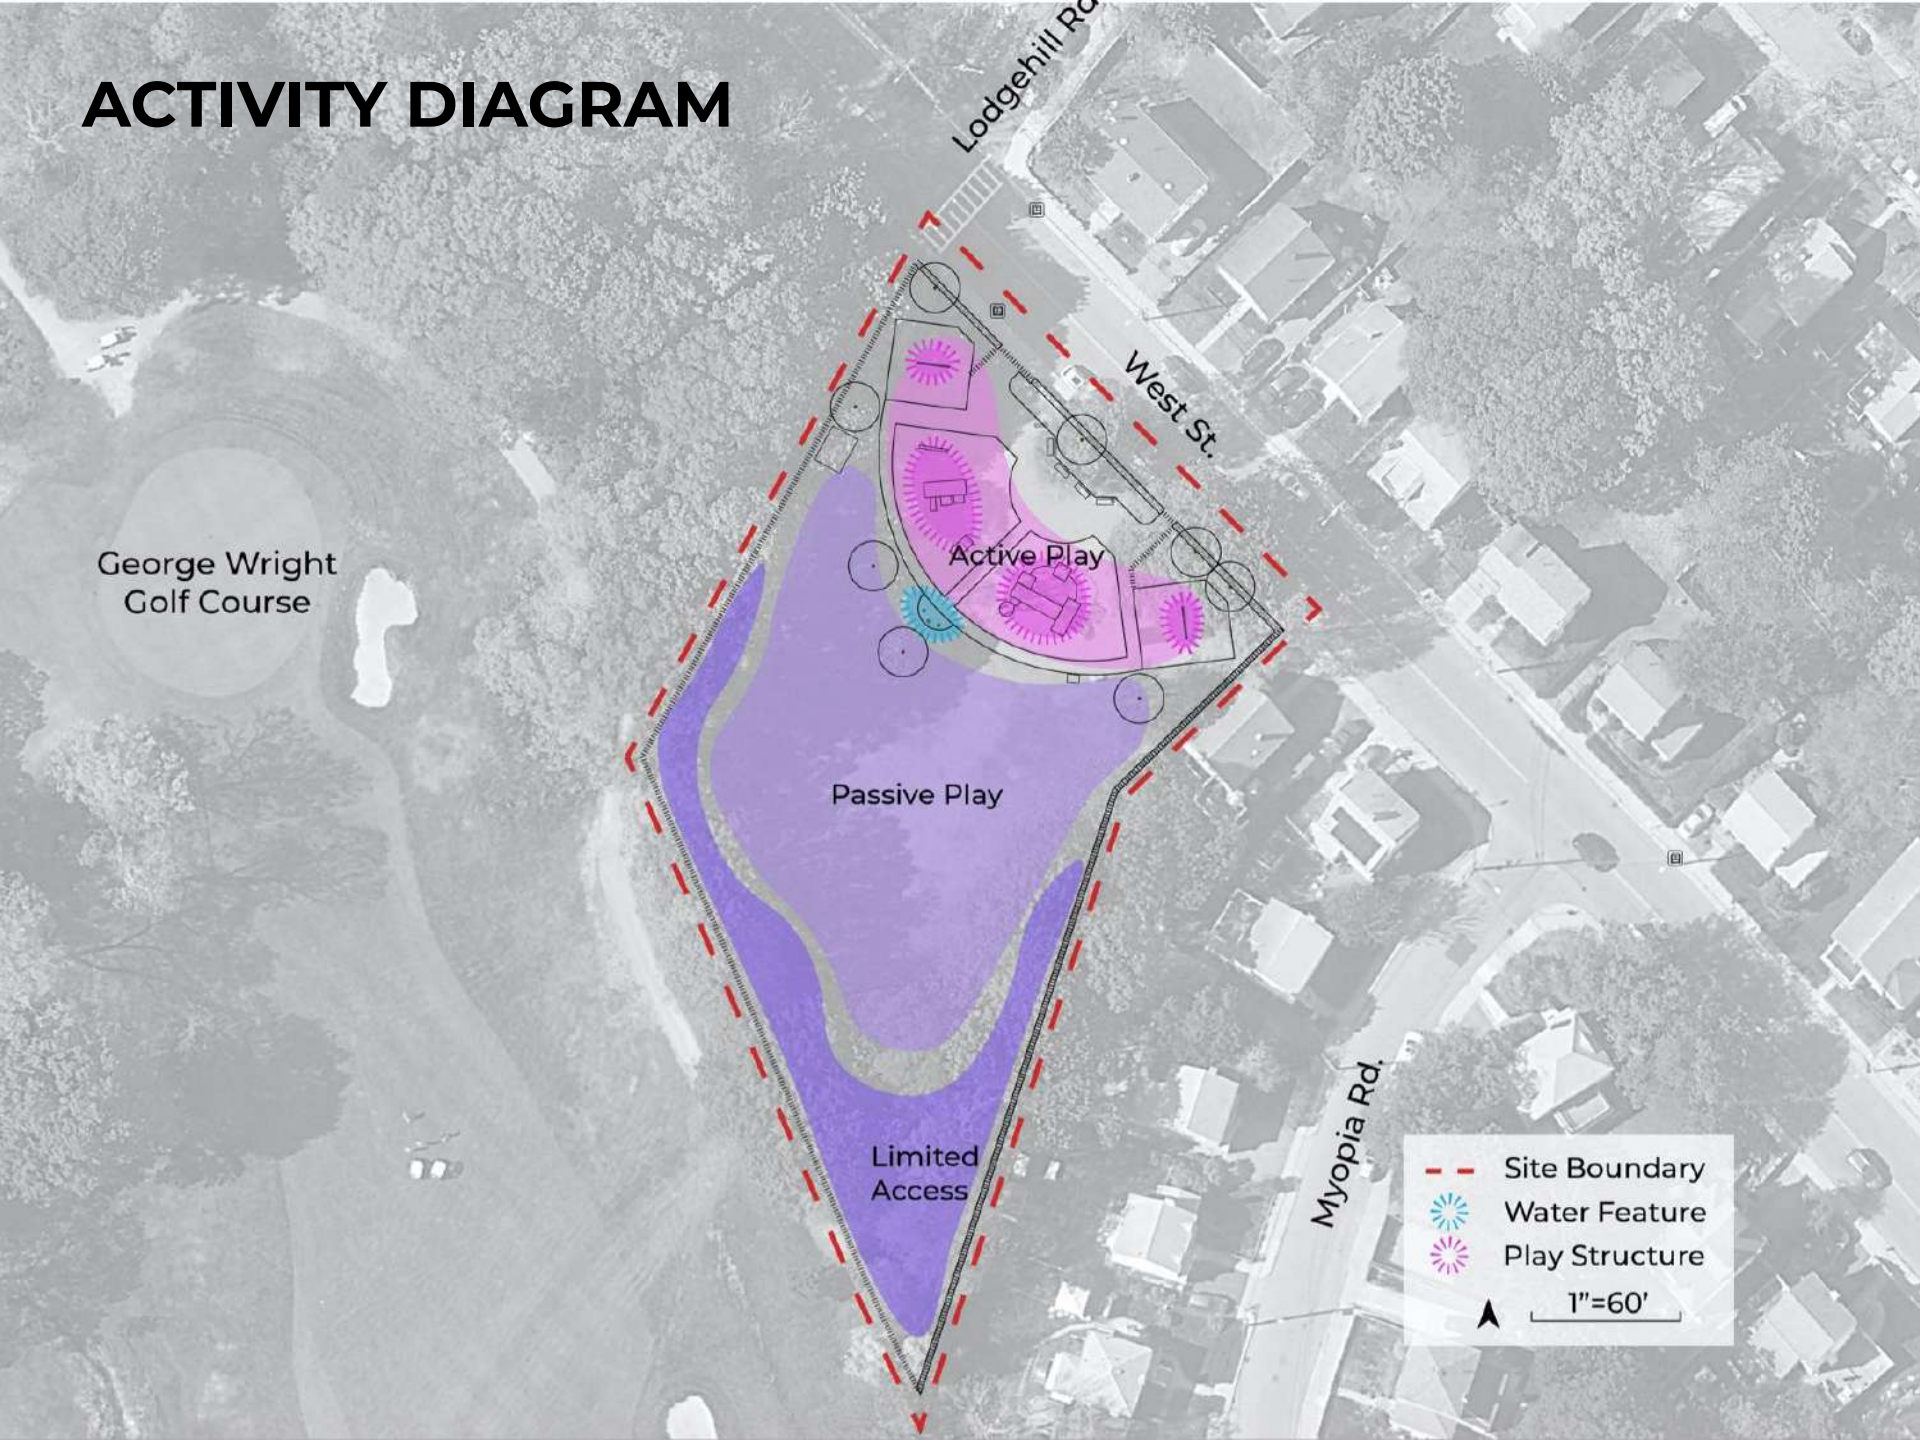 ACTIVITY DIAGRAM
Lodgehill Rd
West St.
George Wright
Golf Course
Active Play
Passive Play
Limited
Access
Myopia Rd.
Site Boundary
Water Feature
Play Structure
1”=60’